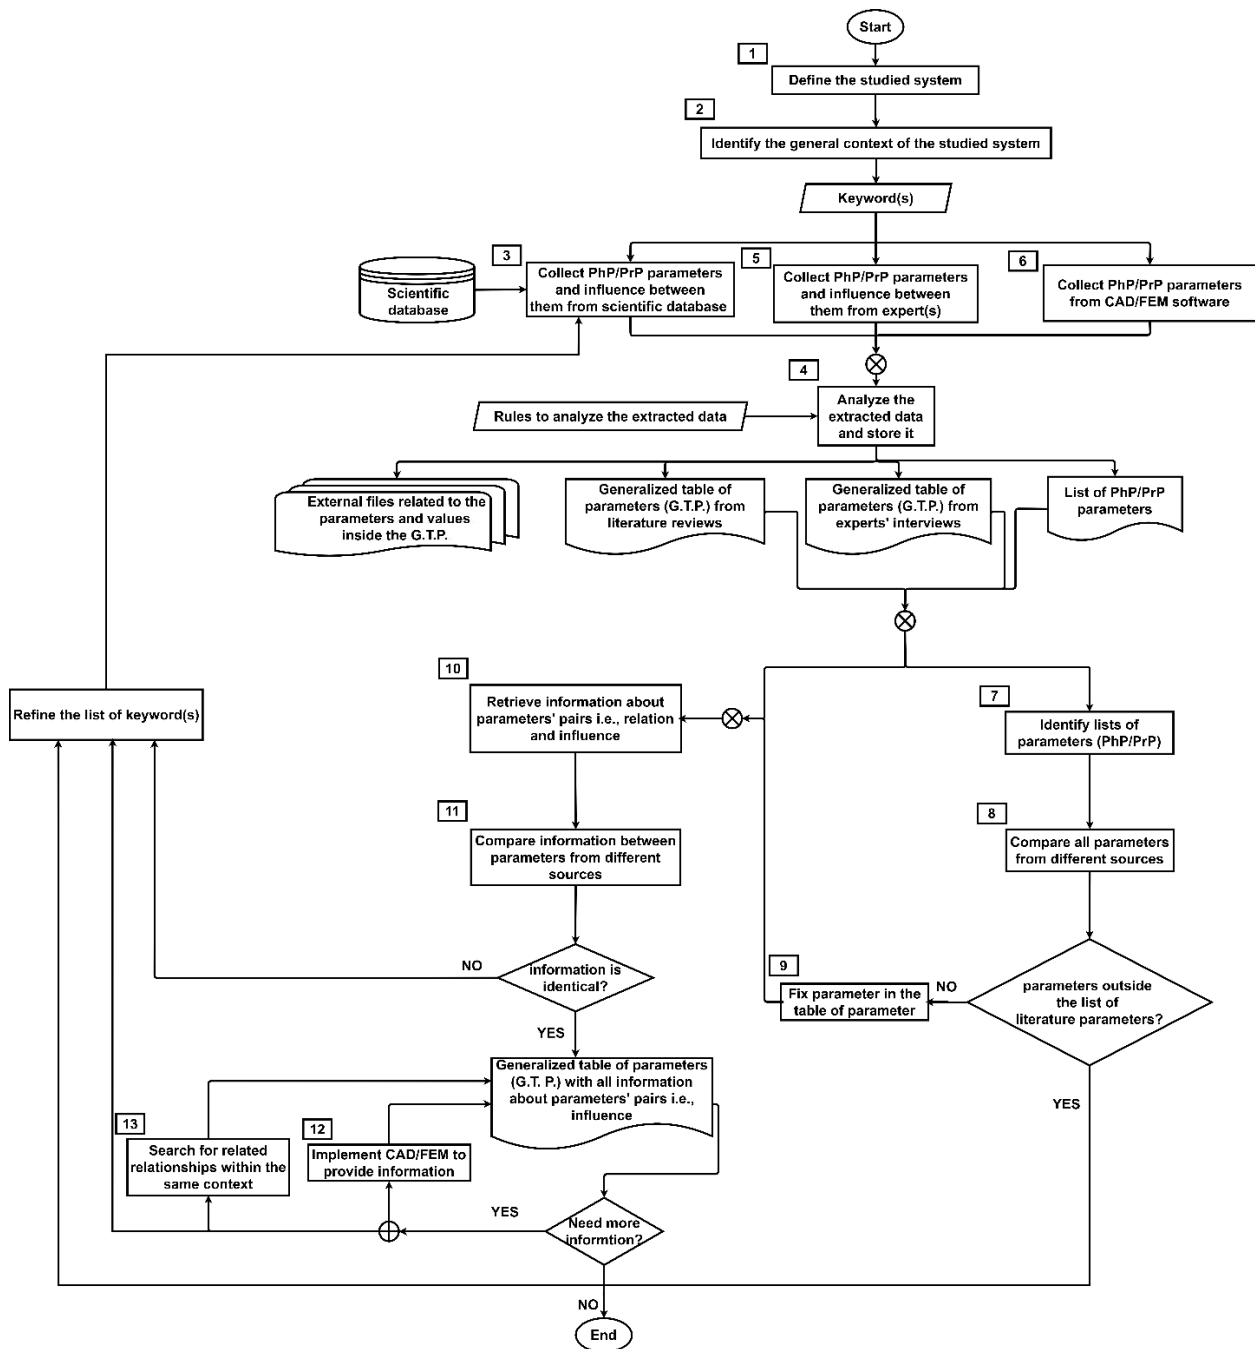 Start
1
Define the studied system
2
Identify the general context of the studied system
Keyword(s)
3
5
6
Scientific
database
Collect PhP/PrP parameters
and influence between
them from scientific database
Collect PhP/PrP parameters
and influence between
them from expert(s)
Collect PhP/PrP parameters
from CAD/FEM software
4
Rules to analyze the extracted data
Analyze the
extracted data
and store it
External files related to the
parameters and values
inside the G.T.P.
Generalized table of
parameters (G.T.P.) from
literature reviews
Generalized table of
parameters (G.T.P.) from
experts' interviews
List of PhP/PrP
parameters
Refine the list of keyword(s)
10
Retrieve information about
parameters' pairs i.e., relation
and influence
7
Identify lists of
parameters (PhP/PrP)
11
Compare information between
parameters from different
sources
8
Compare all parameters
from different sources
NO
information is
identical?
YES
9
Fix parameter in the
table of parameter
NO
parameters outside
the list of
literature parameters?
YES
Generalized table of parameters
(G.T. P.) with all information
about parameters' pairs i.e.,
influence
13
Search for related
relationships within the
same context
12
Implement CAD/FEM to
provide information
YES
Need more
informtion?
NO
End